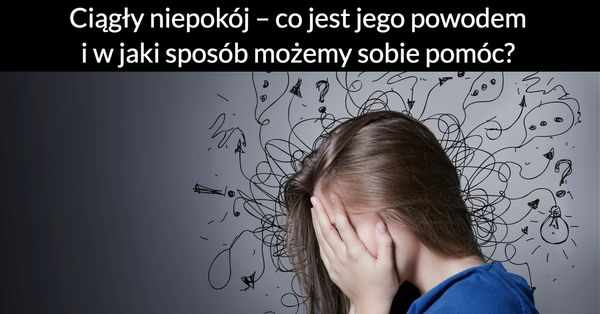 Ciągły niepokój – co jest jego powodem
i w jaki sposób możemy sobie pomóc?